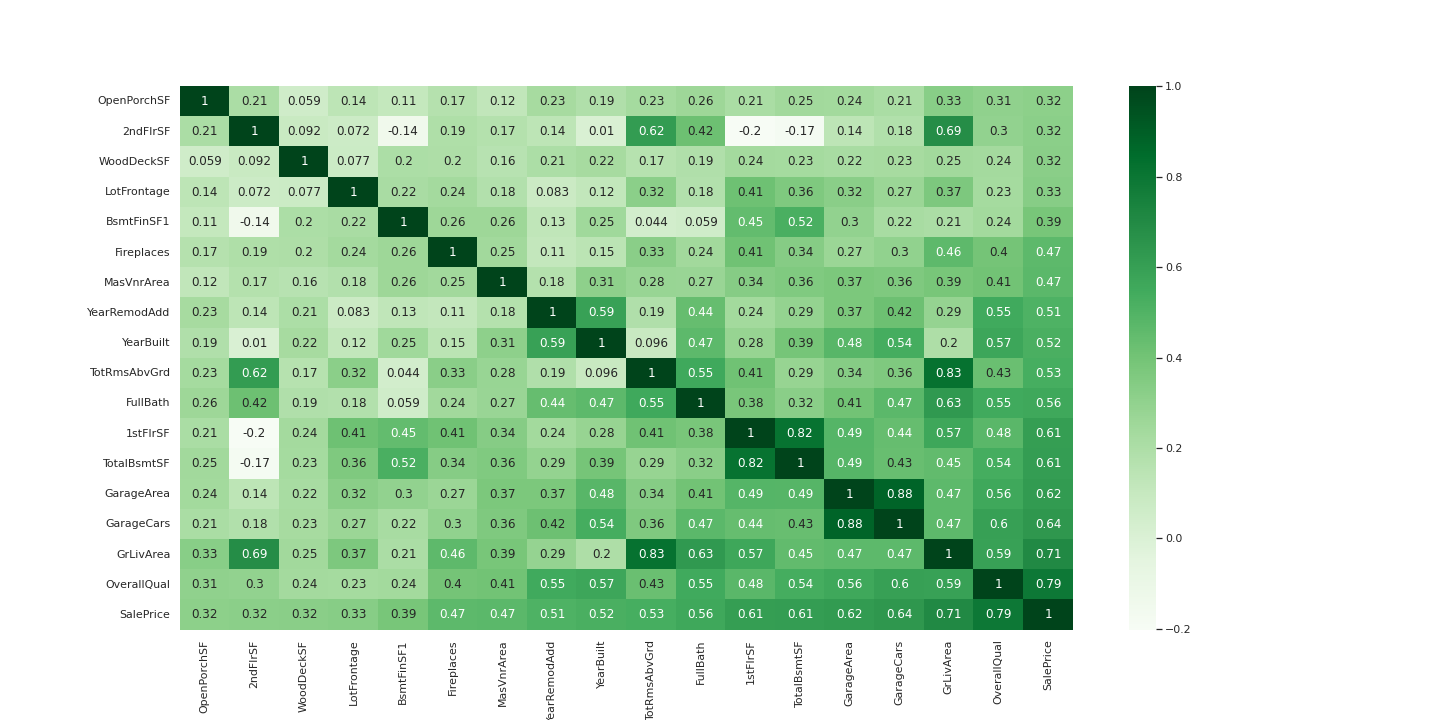 OpenPorchSF 1 0.21 0.059 0.14 0.11 0.17 0.12 0.23 0.19 0.23 0.26 0.21 0.25 0.24 0.21 0.33 0.31 0.32
2ndFlrSF 0.21 1 0.092 0.072 -0.14 0.19 0.17 0.14 0.01 0.62 0.42 -0.2 -0.17 0.14 0.18 0.69 0.3 0.32
WoodDeckSF 0.059 0.092 1 0.077 0.2 0.2 0.16 0.21 0.22 0.17 0.19 0.24 0.23 0.22 0.23 0.25 0.24 0.32
LotFrontage 0.14 0.072 0.077 1 0.22 0.24 0.18 0.083 0.12 0.32 0.18 0.41 0.36 0.32 0.27 0.37 0.23 0.33
BsmtFinSF1 0.11 -0.14 0.2 0.22 1 0.26 0.26 0.13 0.25 0.044 0.059 0.45 0.52 0.3 0.22 0.21 0.24 0.39
Fireplaces 0.17 0.19 0.2 0.24 0.26 1 0.25 0.11 0.15 0.33 0.24 0.41 0.34 0.27 0.3 0.46 0.4 0.47
MasVnrArea 0.12 0.17 0.16 0.18 0.26 0.25 1 0.18 0.31 0.28 0.27 0.34 0.36 0.37 0.36 0.39 0.41 0.47
YearRemodAdd 0.23 0.14 0.21 0.083 0.13 0.11 0.18 1 0.59 0.19 0.44 0.24 0.29 0.37 0.42 0.29 0.55 0.51
YearBuilt 0.19 0.01 0.22 0.12 0.25 0.15 0.31 0.59 1 0.096 0.47 0.28 0.39 0.48 0.54 0.2 0.57 0.52
TotRmsAbvGrd 0.23 0.62 0.17 0.32 0.044 0.33 0.28 0.19 0.096 1 0.55 0.41 0.29 0.34 0.36 0.83 0.43 0.53
FullBath 0.26 0.42 0.19 0.18 0.059 0.24 0.27 0.44 0.47 0.55 1 0.38 0.32 0.41 0.47 0.63 0.55 0.56
1stFlrSF 0.21 -0.2 0.24 0.41 0.45 0.41 0.34 0.24 0.28 0.41 0.38 1 0.82 0.49 0.44 0.57 0.48 0.61
TotalBsmtSF 0.25 -0.17 0.23 0.36 0.52 0.34 0.36 0.29 0.39 0.29 0.32 0.82 1 0.49 0.43 0.45 0.54 0.61
GarageArea 0.24 0.14 0.22 0.32 0.3 0.27 0.37 0.37 0.48 0.34 0.41 0.49 0.49 1 0.88 0.47 0.56 0.62
GarageCars 0.21 0.18 0.23 0.27 0.22 0.3 0.36 0.42 0.54 0.36 0.47 0.44 0.43 0.88 1 0.47 0.6 0.64
GrLivArea 0.33 0.69 0.25 0.37 0.21 0.46 0.39 0.29 0.2 0.83 0.63 0.57 0.45 0.47 0.47 1 0.59 0.71
OverallQual 0.31 0.3 0.24 0.23 0.24 0.4 0.41 0.55 0.57 0.43 0.55 0.48 0.54 0.56 0.6 0.59 1 0.79
SalePrice 0.32 0.32 0.32 0.33 0.39 0.47 0.47 0.51 0.52 0.53 0.56 0.61 0.61 0.62 0.64 0.71 0.79 1
OpenPorchSF
2ndFlrSF
WoodDeckSF
LotFrontage
BsmtFinSF1
Fireplaces
MasVnrArea
YearRemodAdd
YearBuilt
TotRmsAbvGrd
FullBath
1stFlrSF
TotalBsmtSF
GarageArea
GarageCars
GrLivArea
OverallQual
SalePrice
1.0
0.8
0.6
0.4
0.2
0.0
−0.2